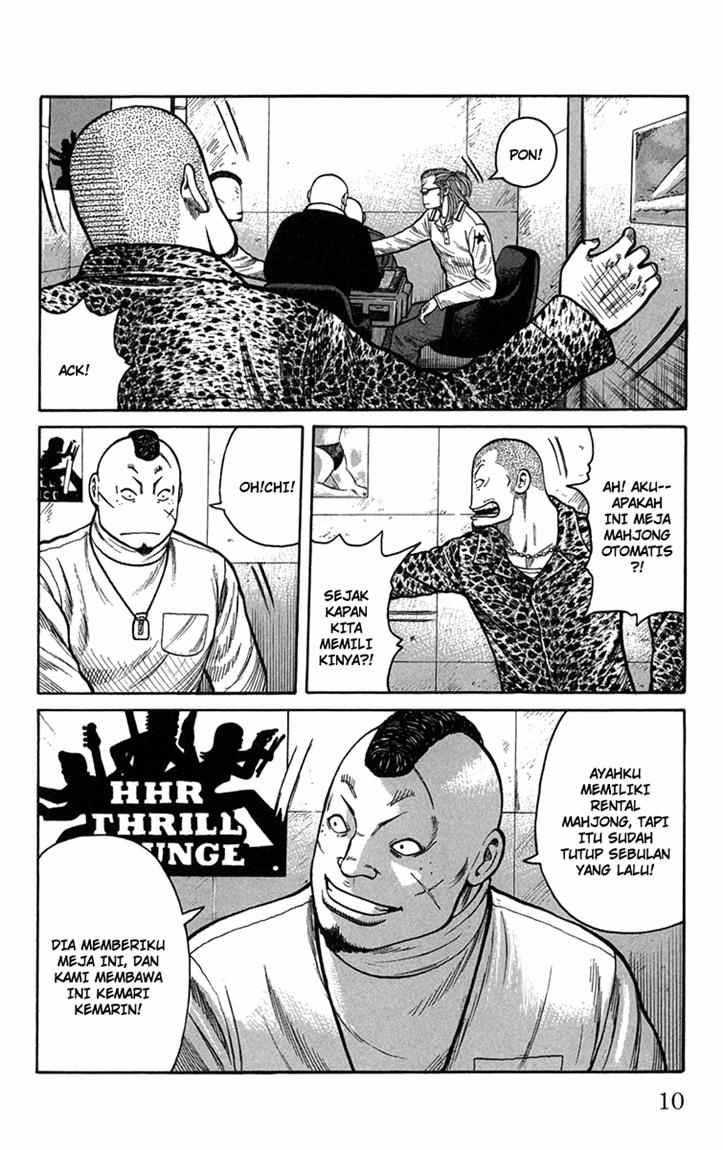 PON!
ACK!
AH! AKU--
APAKAH
INI MEJA
MAHJONG
OTOMATIS
?!
SEJAK
KAPAN
KITA
MEMILI
KINYA?!
OH!CHI!
AYAHKU
MEMILIKI
RENTAL
MAHJONG, TAPI
ITU SUDAH
TUTUP SEBULAN
YANG LALU!
HHR
THRILL
UNGE
DIA MEMBERIKU
MEJA INI, DAN
KAMI MEMBAWA
INI KEMARI
KEMARIN!
10